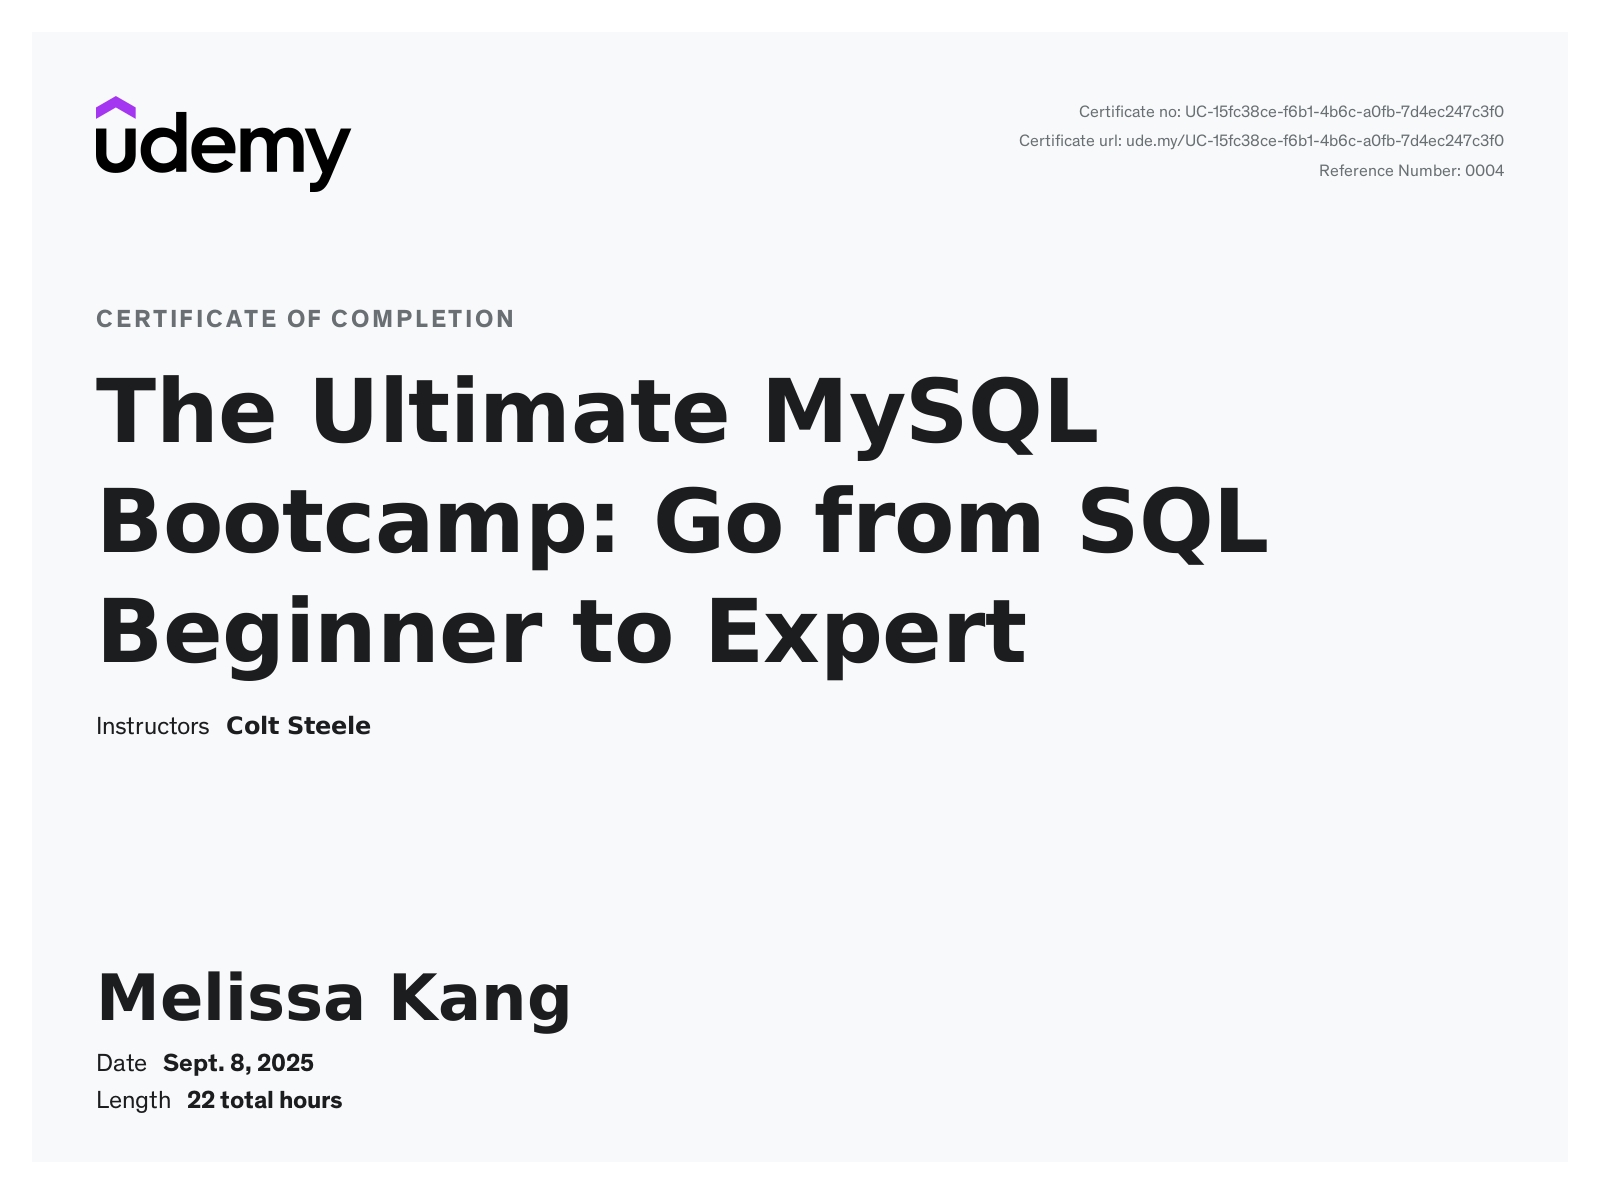 udemy
Certificate no: UC-15fc38ce-f6b1-4b6c-a0fb-7d4ec247c3f0
Certificate url: ude.my/UC-15fc38ce-f6b1-4b6c-a0fb-7d4ec247c3f0
Reference Number: 0004
CERTIFICATE OF COMPLETION
The Ultimate MySQL
Bootcamp: Go from SQL
Beginner to Expert
Instructors Colt Steele
Melissa Kang
Date Sept. 8, 2025
Length 22 total hours